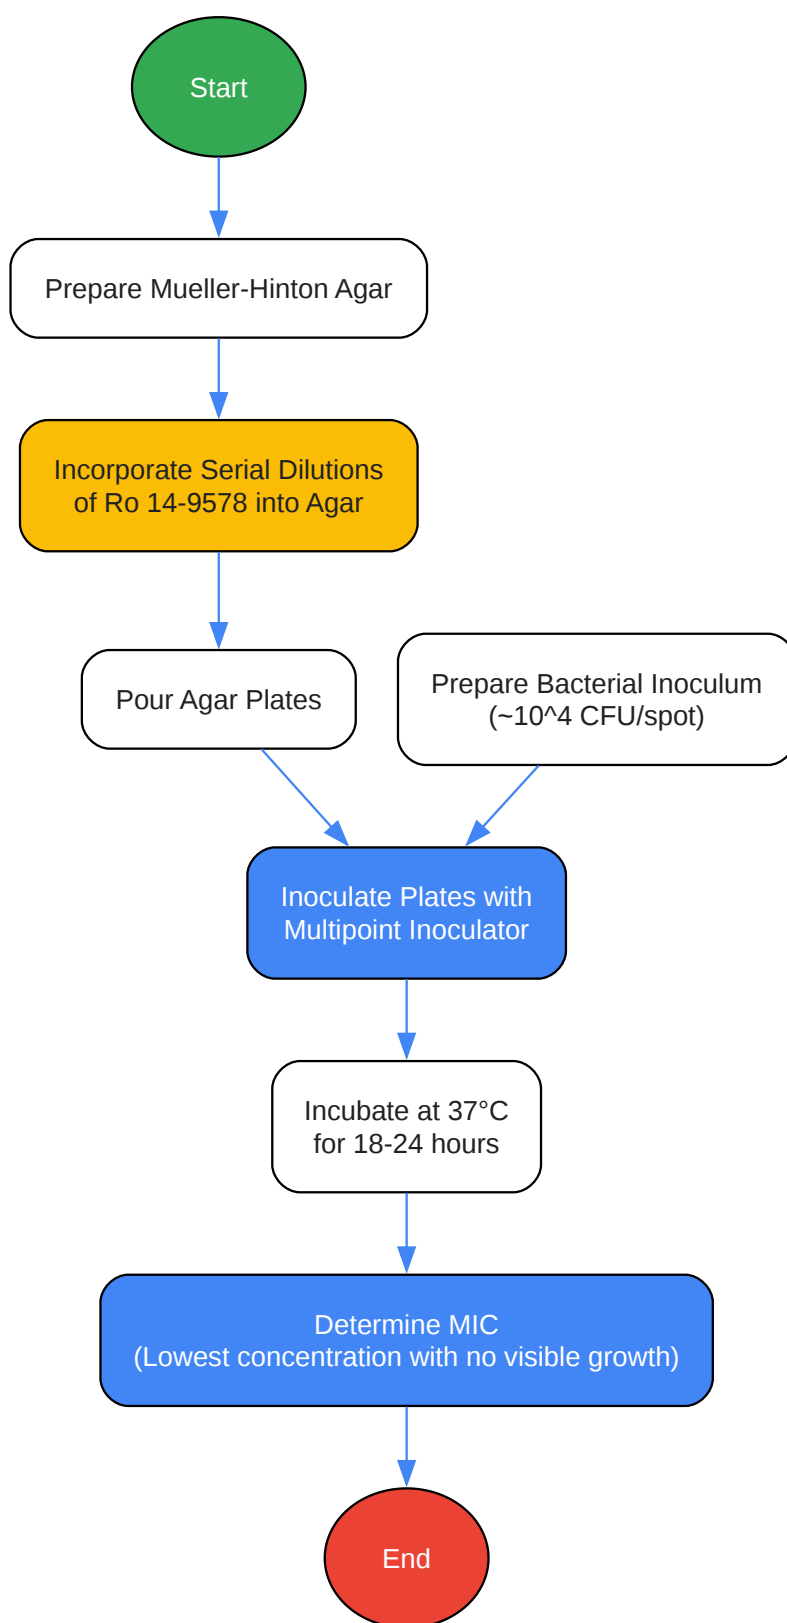 Start
Prepare Mueller-Hinton Agar
Incorporate Serial Dilutions
of Ro 14-9578 into Agar
Pour Agar Plates
Prepare Bacterial Inoculum
(~10^4 CFU/spot)
Inoculate Plates with
Multipoint Inoculator
Incubate at 37°C
for 18-24 hours
Determine MIC
(Lowest concentration with no visible growth)
End